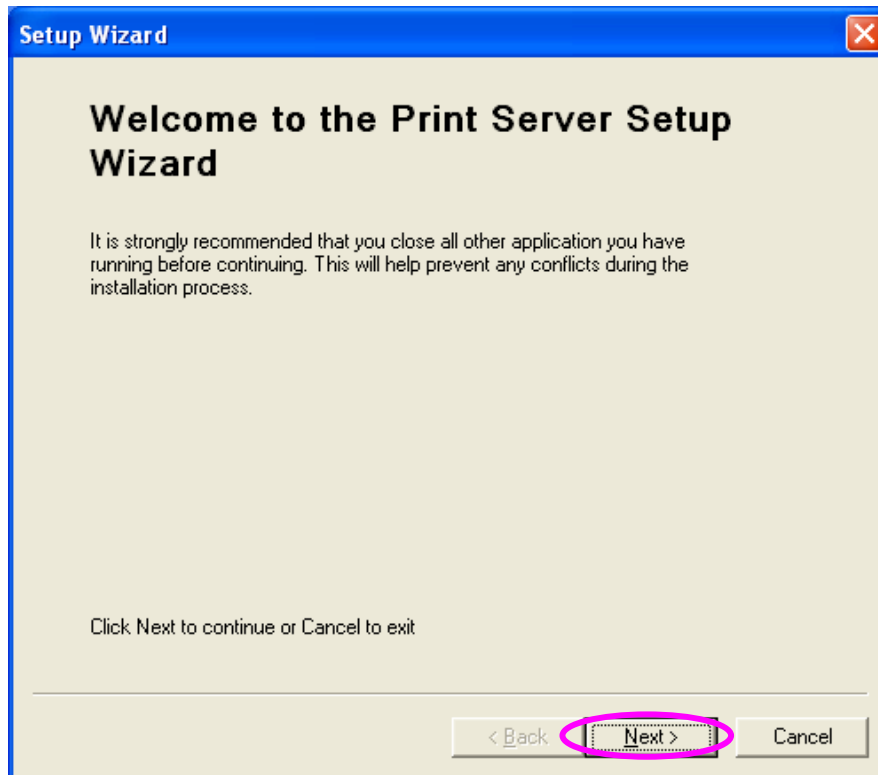 Setup Wizard
Welcome to the Print Server Setup
Wizard
It is strongly recommended that you close all other application you have
running before continuing. This will help prevent any conflicts during the
installation process.
Click Next to continue or Cancel to exit
< Back Next > Cancel